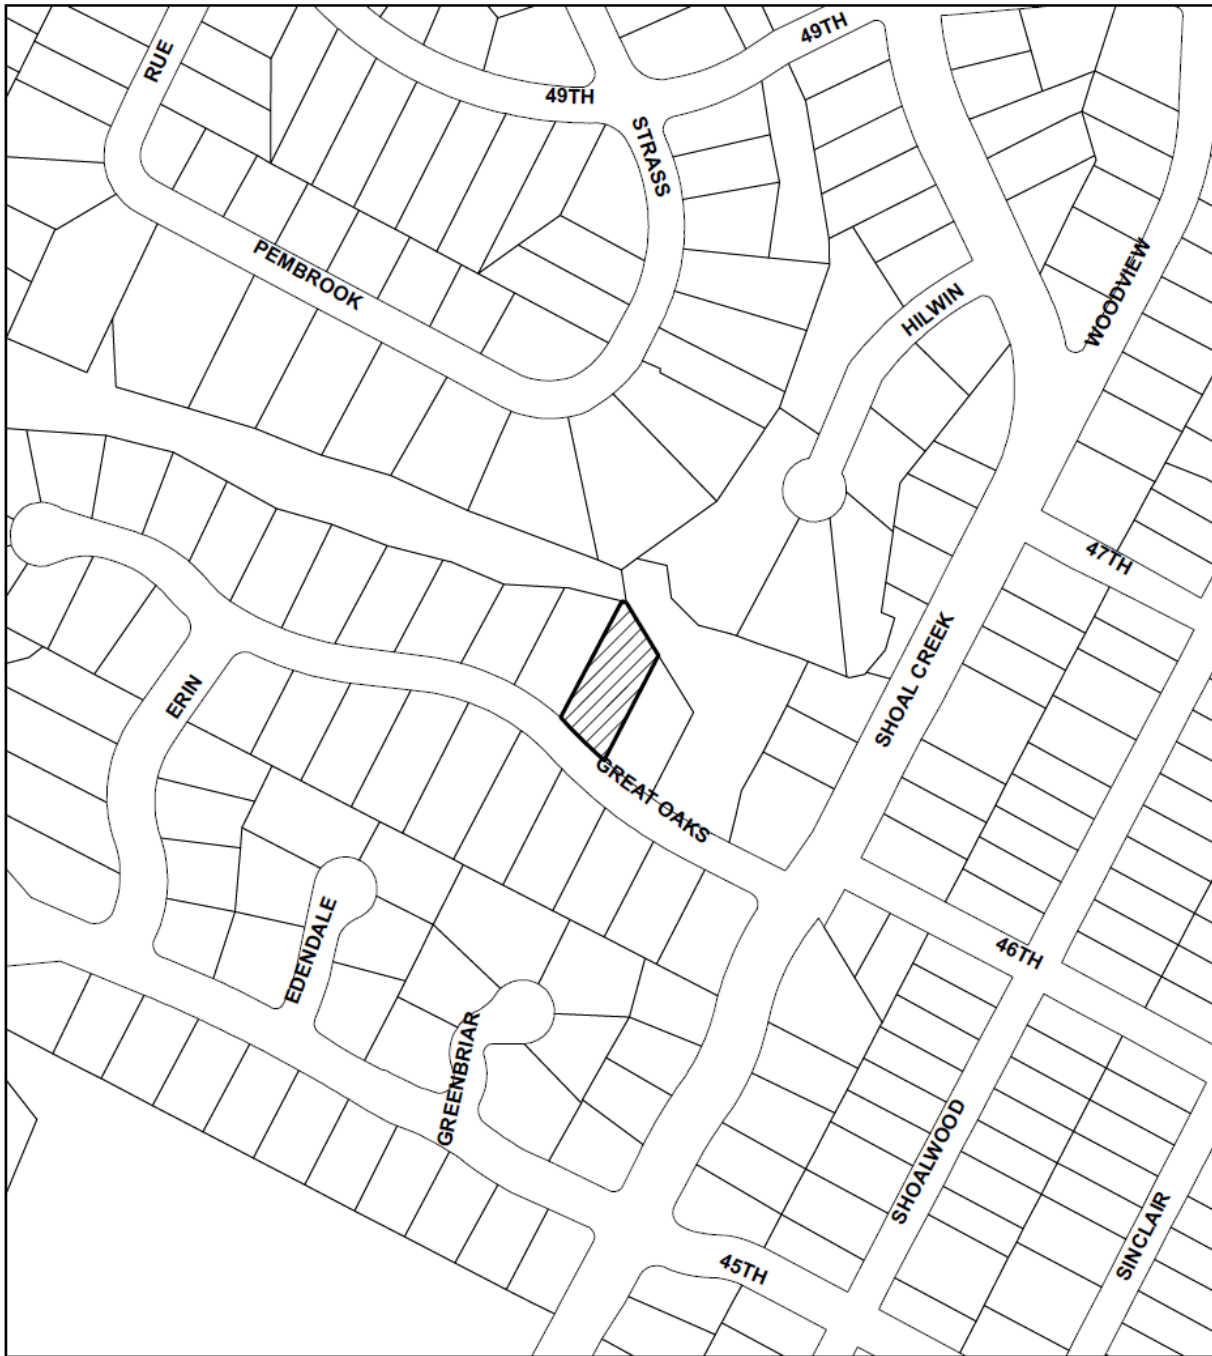 49TH
RUE
49TH
STRASS
PEMBROOK
WOODVIEW
HILWIN
47TH
SHOAL CREEK
ERIN
GREAT OAKS
EDENDALE
46TH
GREENBRIAR
SHOALWOOD
SINCLAIR
45TH